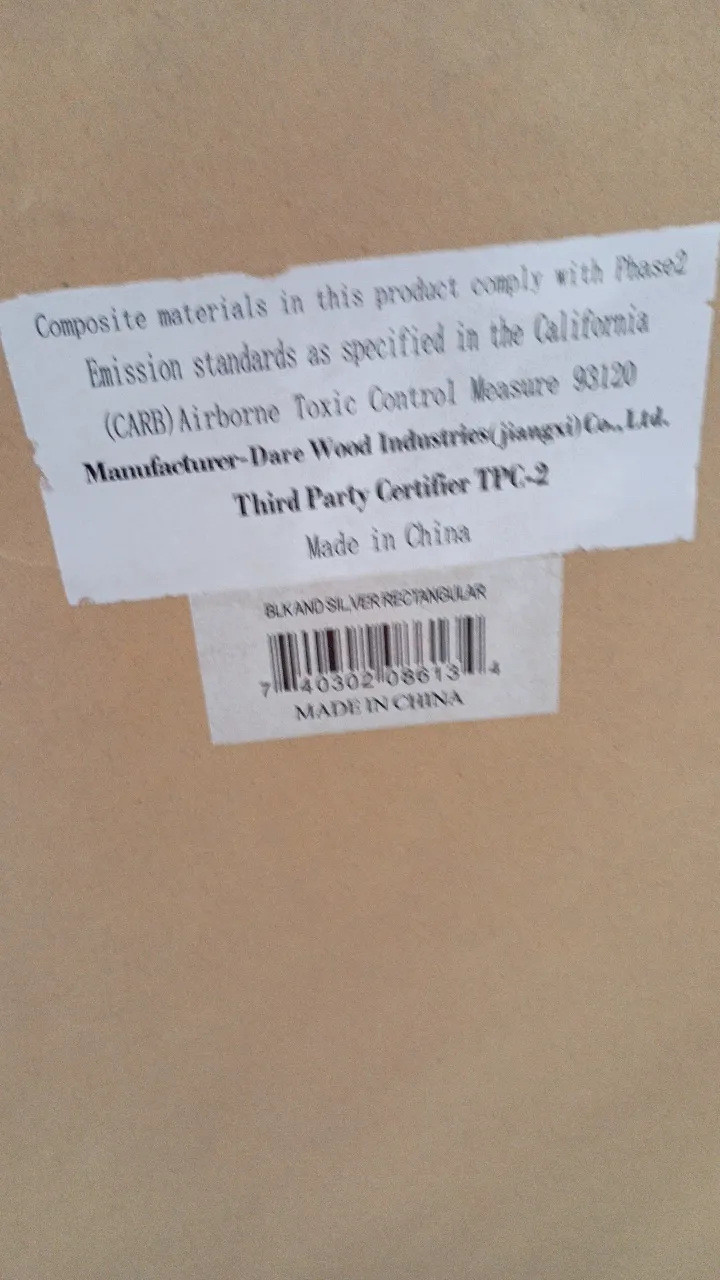 Composite materials in this product comply with Phase2
Emission standards as specified in the California
(CARB)Airborne Toxic Control Measure 93120
Manufacturer-Dare Wood Industries(jiangxi)Co.,Ltd.
Third Party Certifier TPC-2
Made in China
BLK AND SILVER RECTANGULAR
7 40302 08613 4
MADE IN CHINA